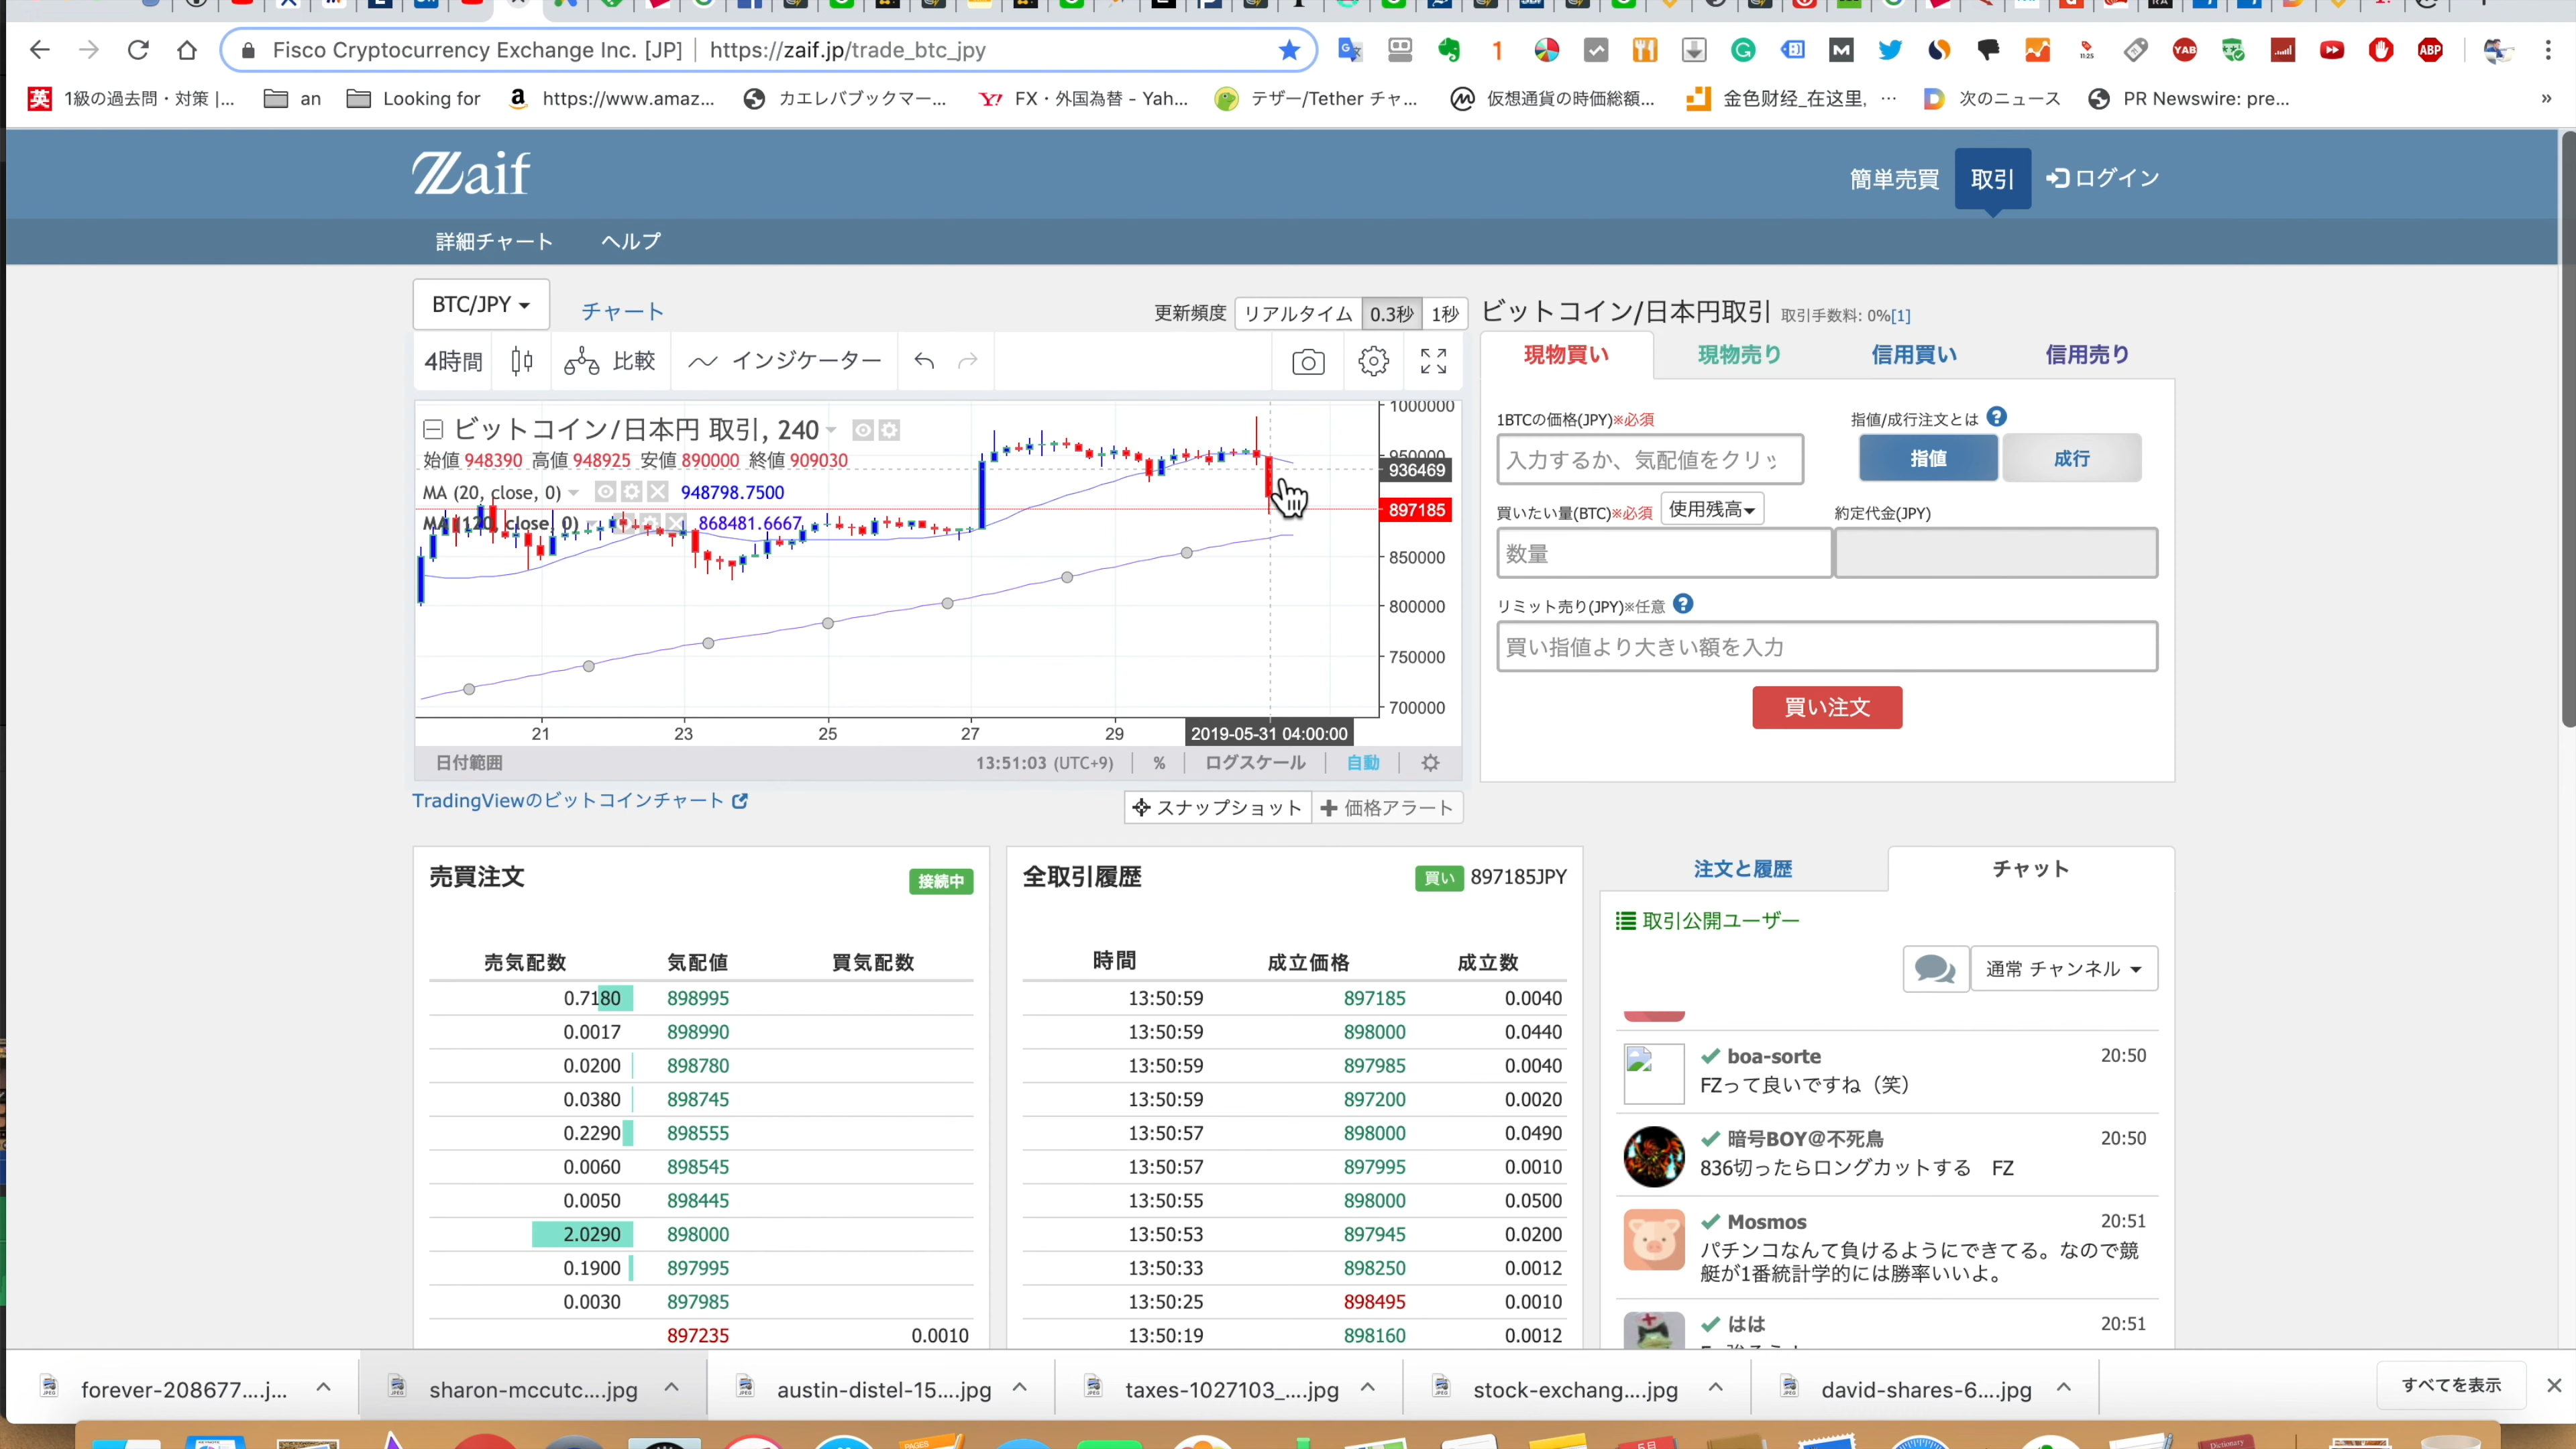 Fisco Cryptocurrency Exchange Inc. [JP] | https://zaif.jp/trade_btc_jpy
英 1級の過去問・対策 |... an Looking for https://www.amaz... カエレバブックマー... FX・外国為替 - Yah... テザー/Tether チャ... 仮想通貨の時価総額... 金色财经_在这里, … 次のニュース PR Newswire: pre... »
Zaif
簡単売買 取引 ログイン
詳細チャート ヘルプ
BTC/JPY チャート 更新頻度 リアルタイム 0.3秒 1秒
ビットコイン/日本円取引 取引手数料: 0%[1]
4時間 比較 インジケーター
現物買い 現物売り 信用買い 信用売り
ビットコイン/日本円 取引, 240
始値 948390 高値 948925 安値 890000 終値 909030
MA (20, close, 0) 948798.7500
MA (120, close, 0) 868481.6667
1000000
950000
936469
897185
850000
800000
750000
700000
21 23 25 27 29 2019-05-31 04:00:00
日付範囲 13:51:03 (UTC+9) % ログスケール 自動
TradingViewのビットコインチャート
スナップショット 価格アラート
1BTCの価格(JPY)※必須 指値/成行注文とは
入力するか、気配値をクリッ 指値 成行
買いたい量(BTC)※必須 使用残高 約定代金(JPY)
数量
リミット売り(JPY)※任意
買い指値より大きい額を入力
買い注文
売買注文 接続中
売気配数 気配値 買気配数
0.7180 898995
0.0017 898990
0.0200 898780
0.0380 898745
0.2290 898555
0.0060 898545
0.0050 898445
2.0290 898000
0.1900 897995
0.0030 897985
897235 0.0010
全取引履歴 買い 897185JPY
時間 成立価格 成立数
13:50:59 897185 0.0040
13:50:59 898000 0.0440
13:50:59 897985 0.0040
13:50:59 897200 0.0020
13:50:57 898000 0.0490
13:50:57 897995 0.0010
13:50:55 898000 0.0500
13:50:53 897945 0.0200
13:50:33 898250 0.0012
13:50:25 898495 0.0010
13:50:19 898160 0.0012
注文と履歴 チャット
取引公開ユーザー
通常 チャンネル
boa-sorte 20:50
FZって良いですね（笑）
暗号BOY＠不死鳥 20:50
836切ったらロングカットする FZ
Mosmos 20:51
パチンコなんて負けるようにできてる。なので競
艇が1番統計学的には勝率いいよ。
はは 20:51
forever-208677....j... sharon-mccutc....jpg austin-distel-15....jpg taxes-1027103_....jpg stock-exchang....jpg david-shares-6....jpg すべてを表示